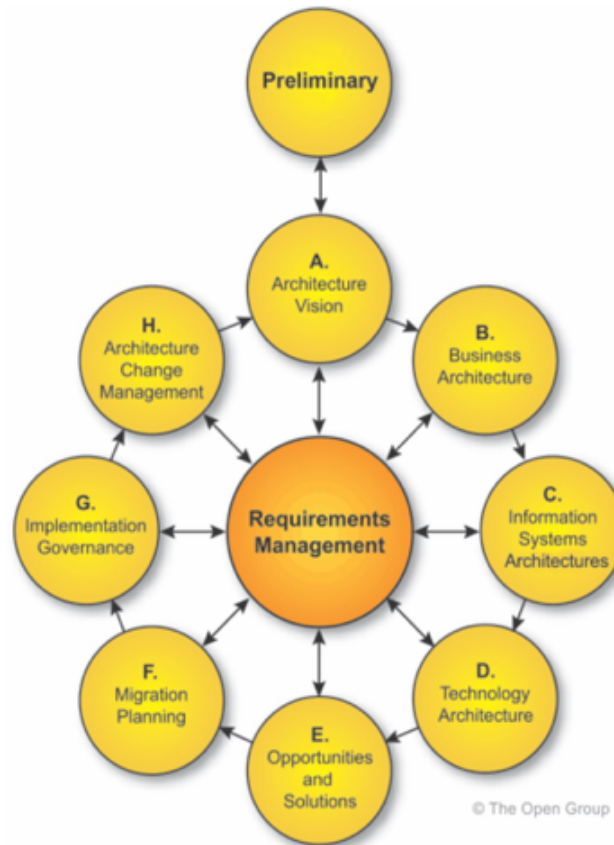 Preliminary
A.
Architecture
Vision
B.
Business
Architecture
C.
Information
Systems
Architectures
D.
Technology
Architecture
E.
Opportunities
and
Solutions
F.
Migration
Planning
G.
Implementation
Governance
H.
Architecture
Change
Management
Requirements
Management
© The Open Group